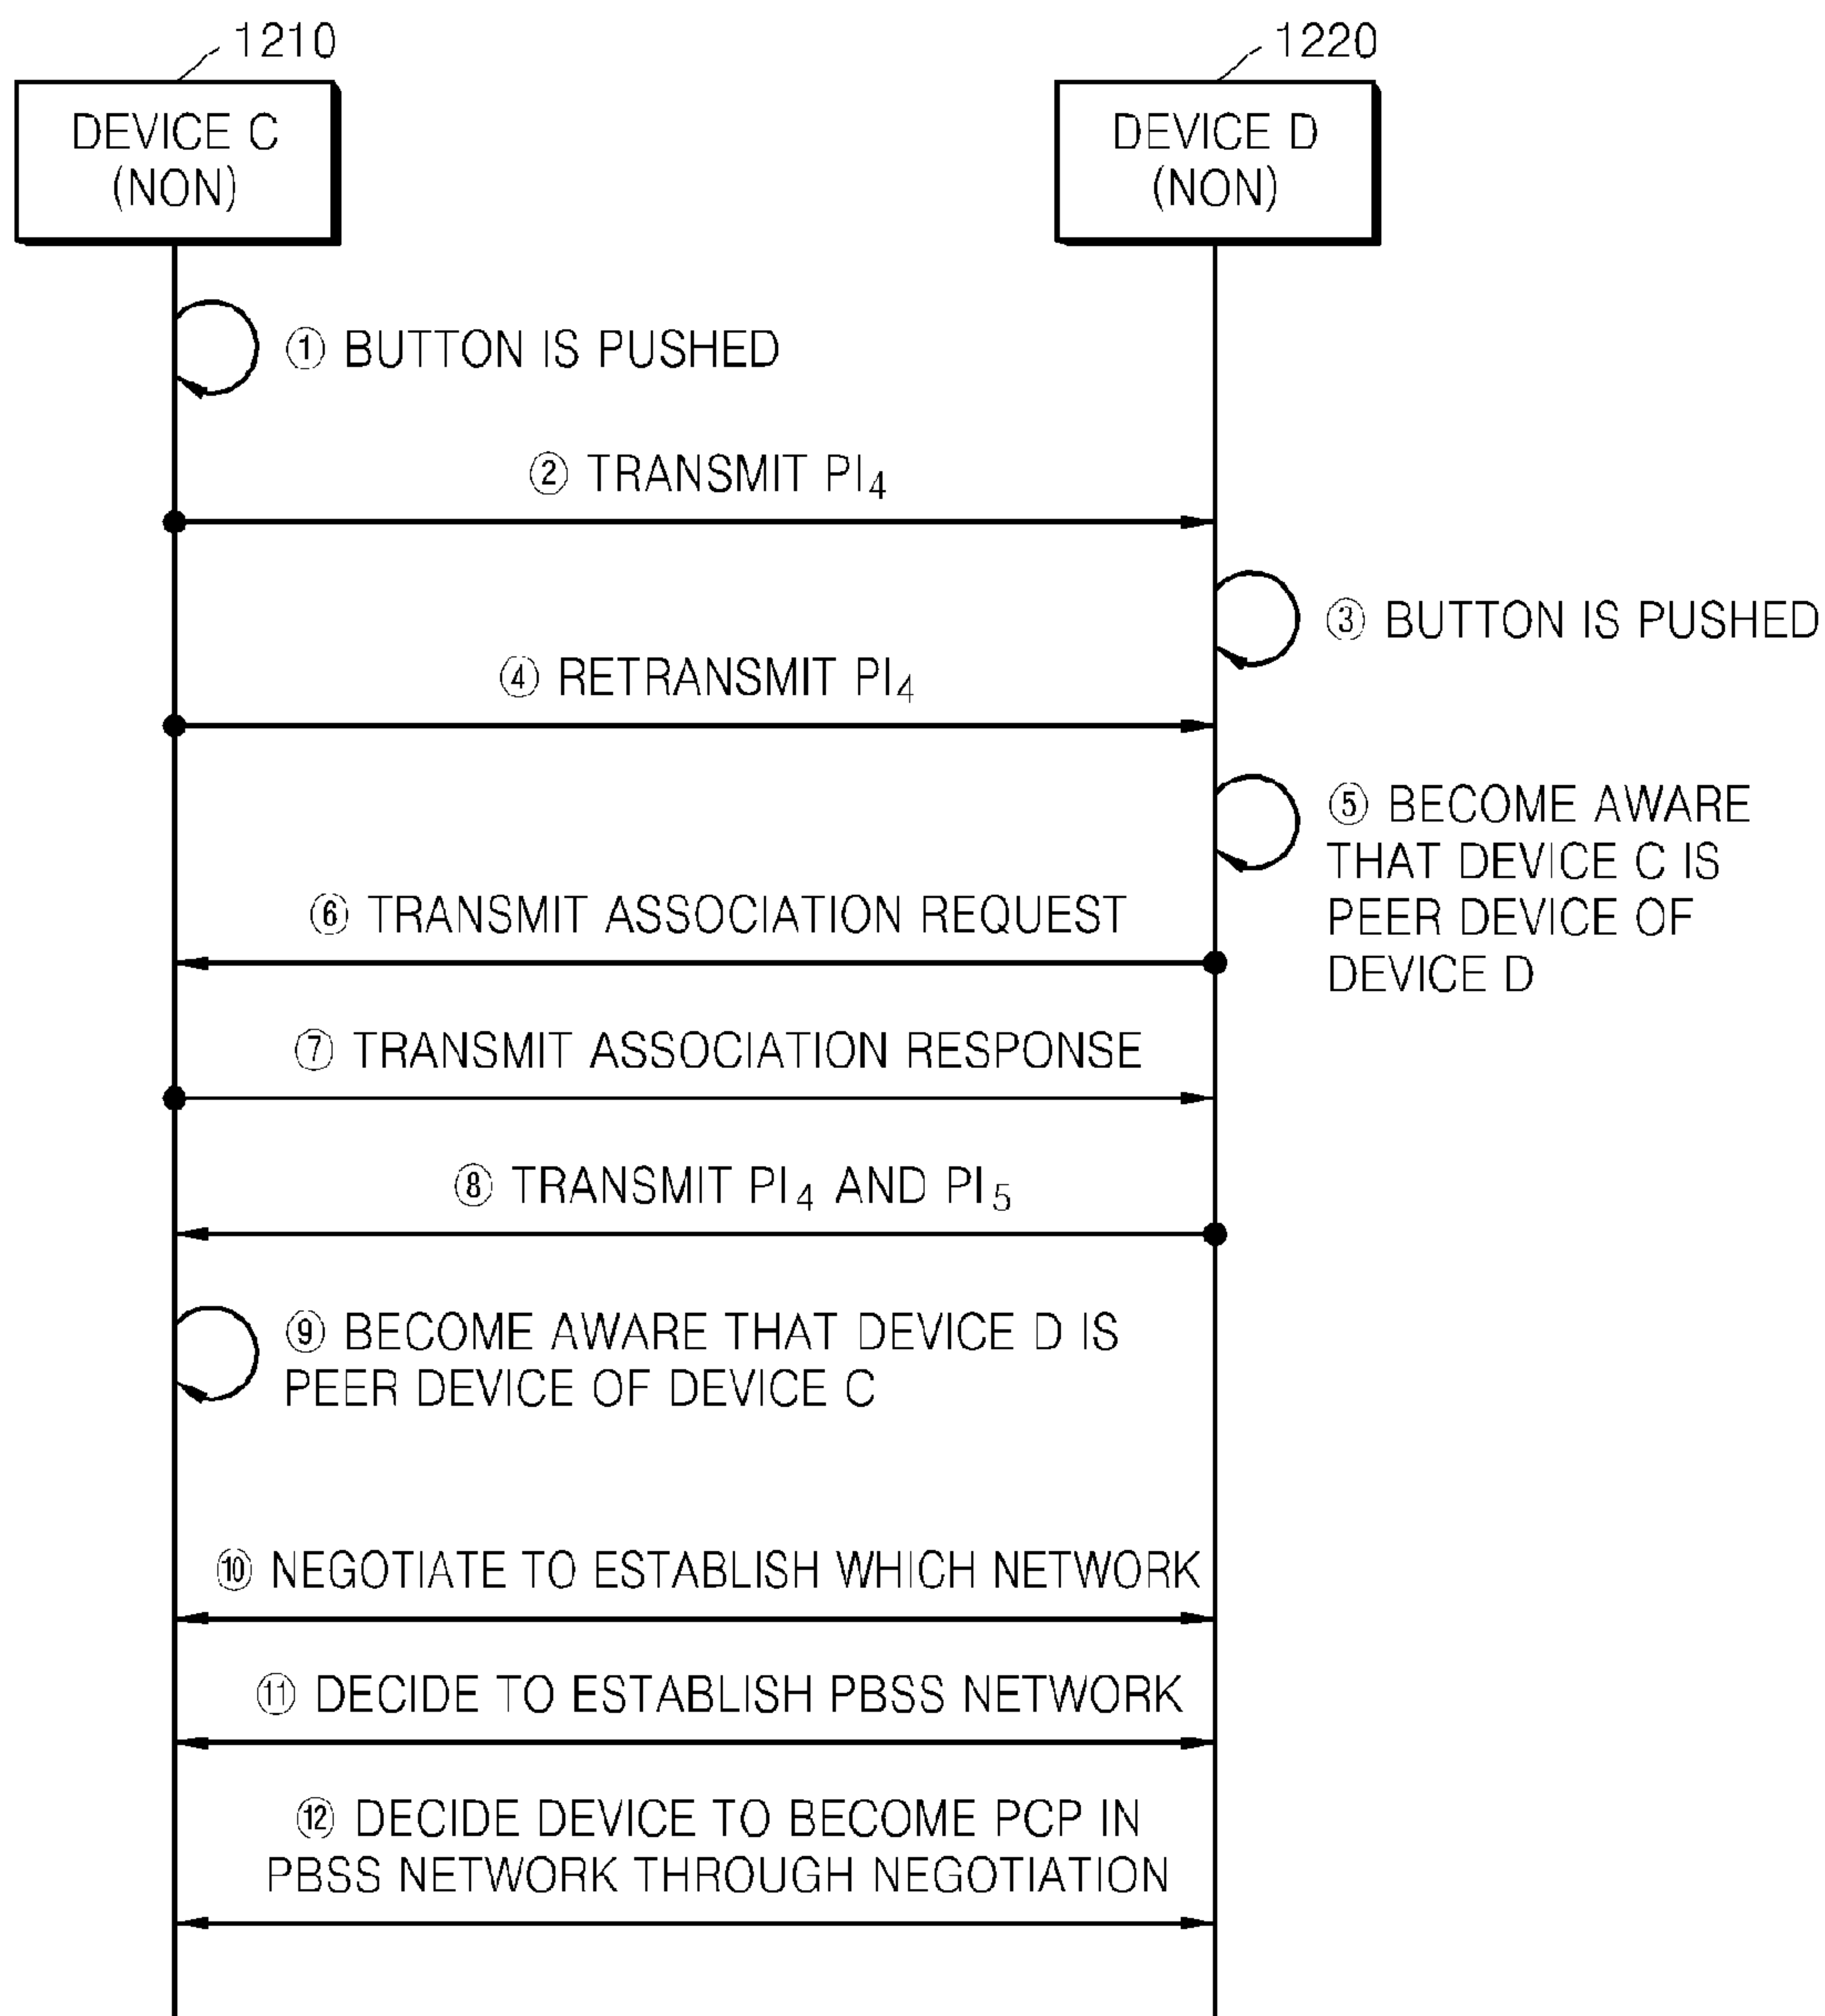 1210
1220
DEVICE C
(NON)
DEVICE D
(NON)
① BUTTON IS PUSHED
② TRANSMIT PI₄
③ BUTTON IS PUSHED
④ RETRANSMIT PI₄
⑤ BECOME AWARE
THAT DEVICE C IS
PEER DEVICE OF
DEVICE D
⑥ TRANSMIT ASSOCIATION REQUEST
⑦ TRANSMIT ASSOCIATION RESPONSE
⑧ TRANSMIT PI₄ AND PI₅
⑨ BECOME AWARE THAT DEVICE D IS
PEER DEVICE OF DEVICE C
⑩ NEGOTIATE TO ESTABLISH WHICH NETWORK
⑪ DECIDE TO ESTABLISH PBSS NETWORK
⑫ DECIDE DEVICE TO BECOME PCP IN
PBSS NETWORK THROUGH NEGOTIATION